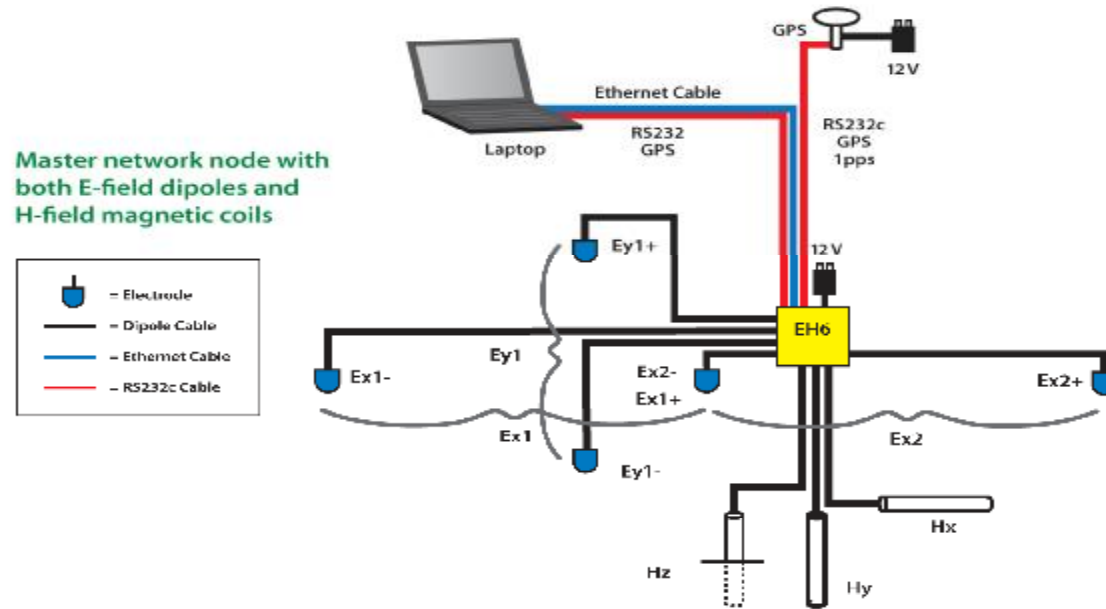 GPS
12 V
Ethernet Cable
RS232
GPS
RS232c
GPS
1pps
Laptop
Master network node with
both E-field dipoles and
H-field magnetic coils
= Electrode
= Dipole Cable
= Ethernet Cable
= RS232c Cable
Ey1+
12 V
EH6
Ey1
Ex1-
Ex2-
Ex1+
Ex2+
Ex1
Ex2
Ey1-
Hx
Hz
Hy